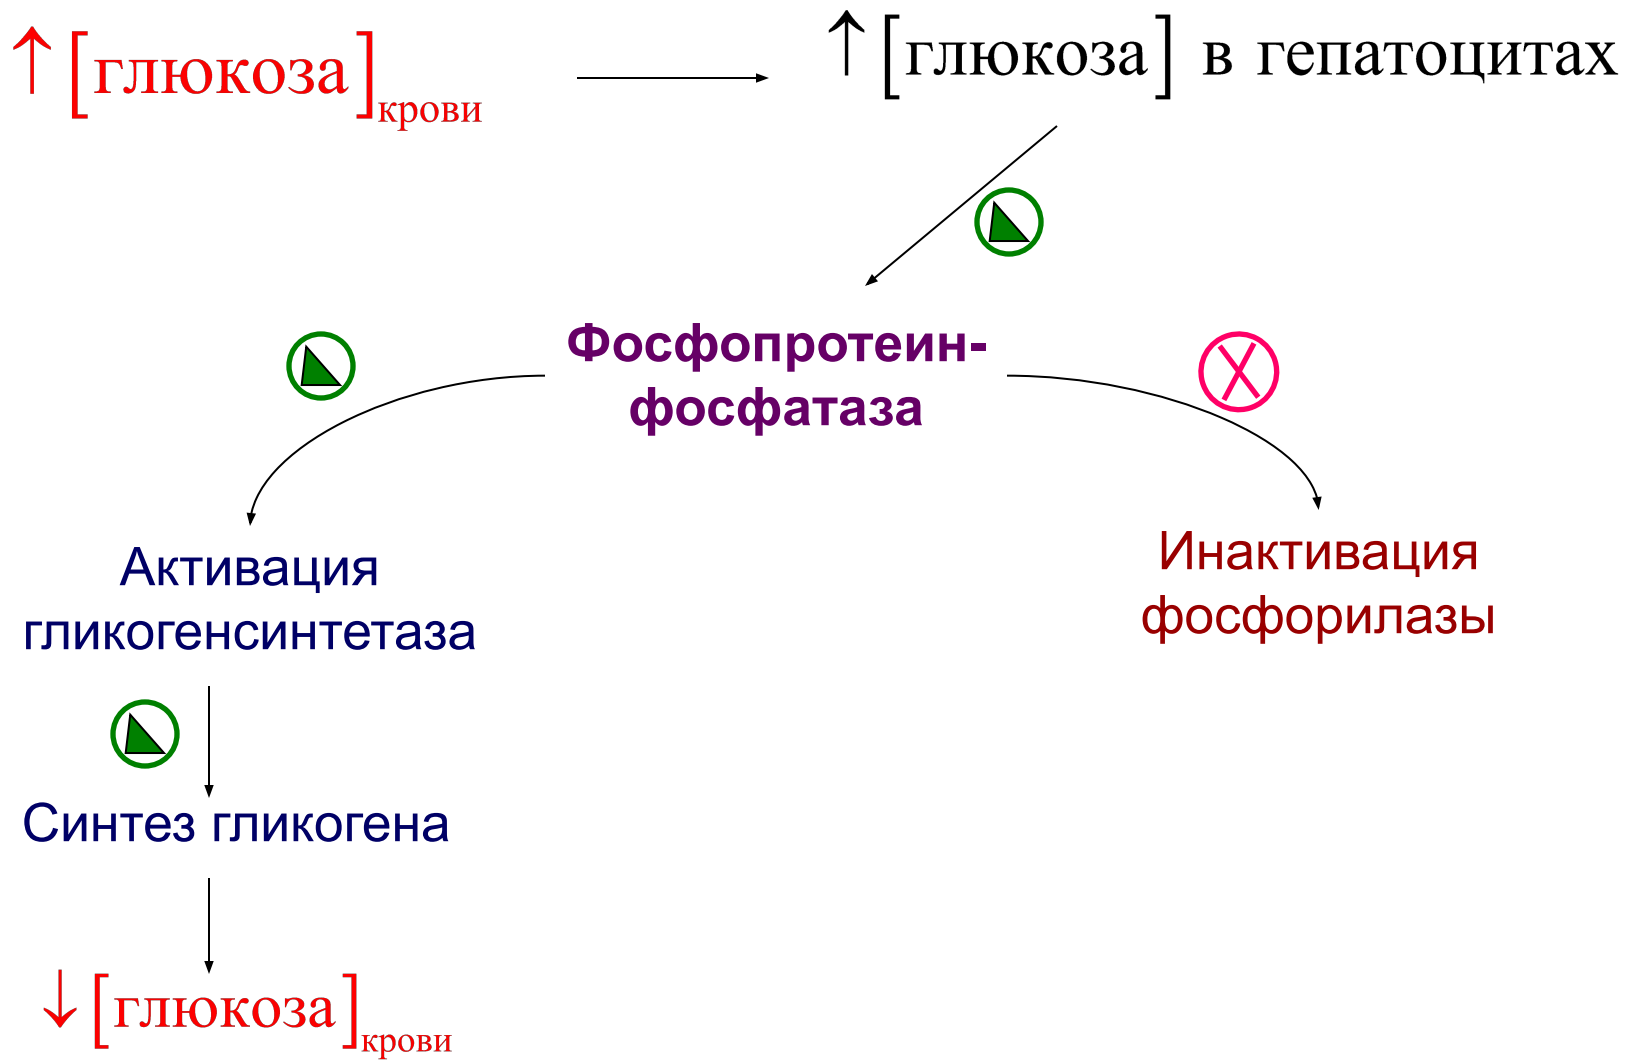 ↑[глюкоза]крови
↑[глюкоза] в гепатоцитах
Фосфопротеин-
фосфатаза
Активация
гликогенсинтетаза
Инактивация
фосфорилазы
Синтез гликогена
↓[глюкоза]крови